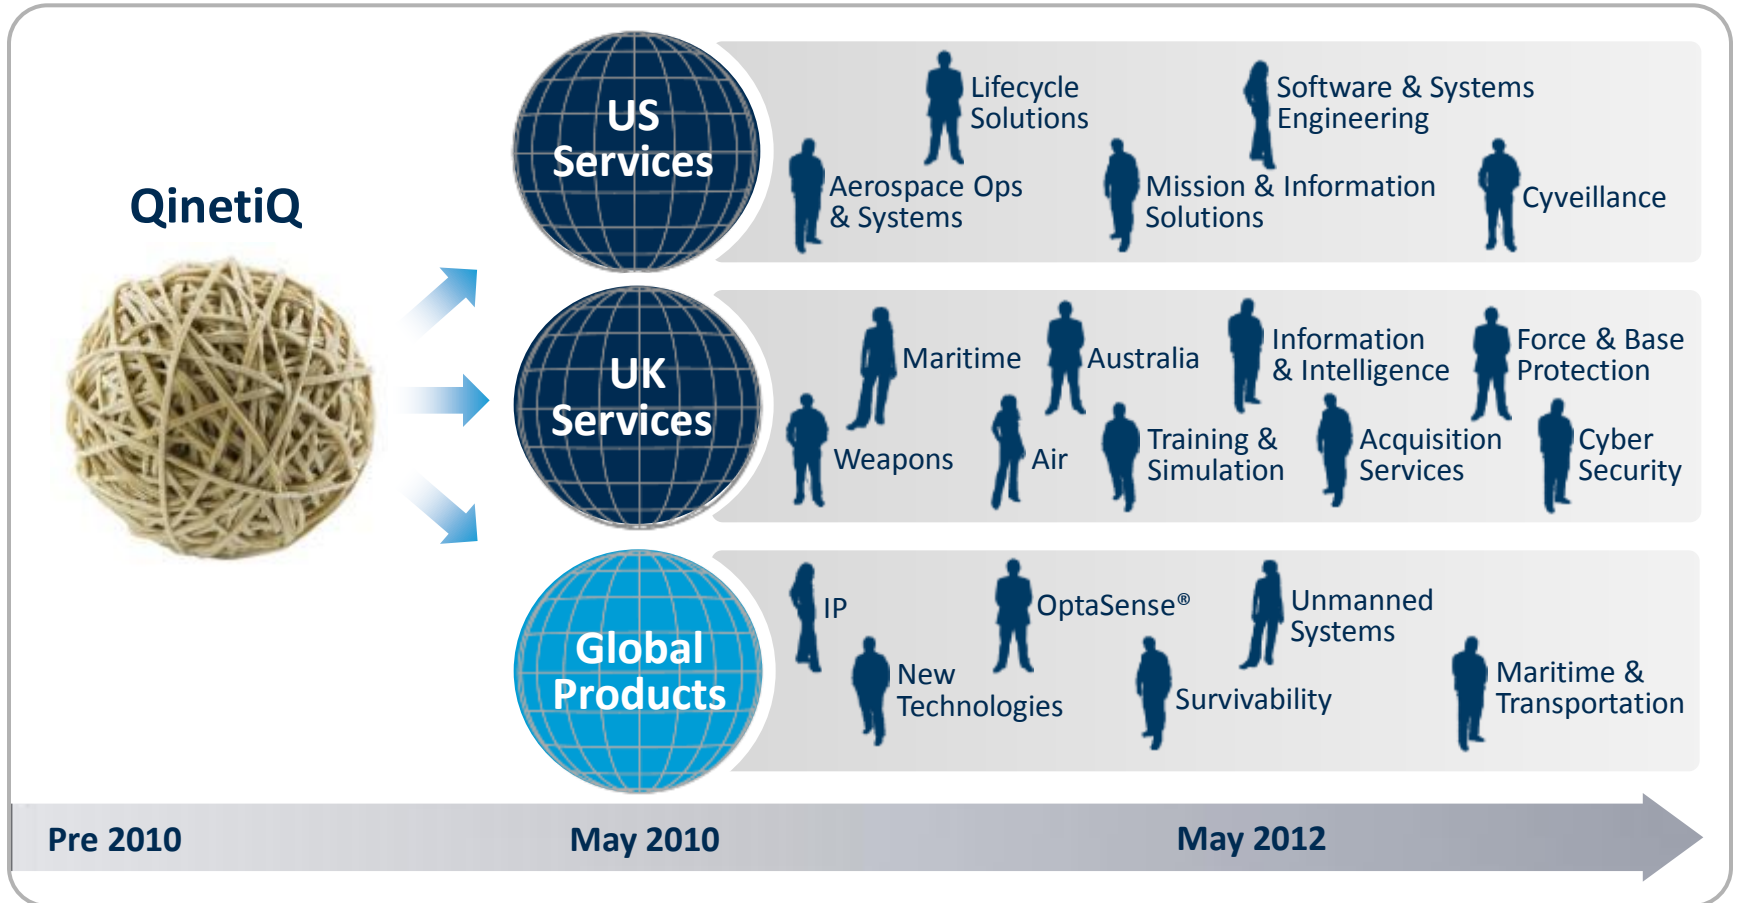 QinetiQ
US
Services
Lifecycle
Solutions
Software & Systems
Engineering
Aerospace Ops
& Systems
Mission & Information
Solutions
Cyveillance
UK
Services
Maritime
Australia
Information
& Intelligence
Force & Base
Protection
Weapons
Air
Training &
Simulation
Acquisition
Services
Cyber
Security
Global
Products
IP
OptaSense®
Unmanned
Systems
New
Technologies
Survivability
Maritime &
Transportation
Pre 2010
May 2010
May 2012